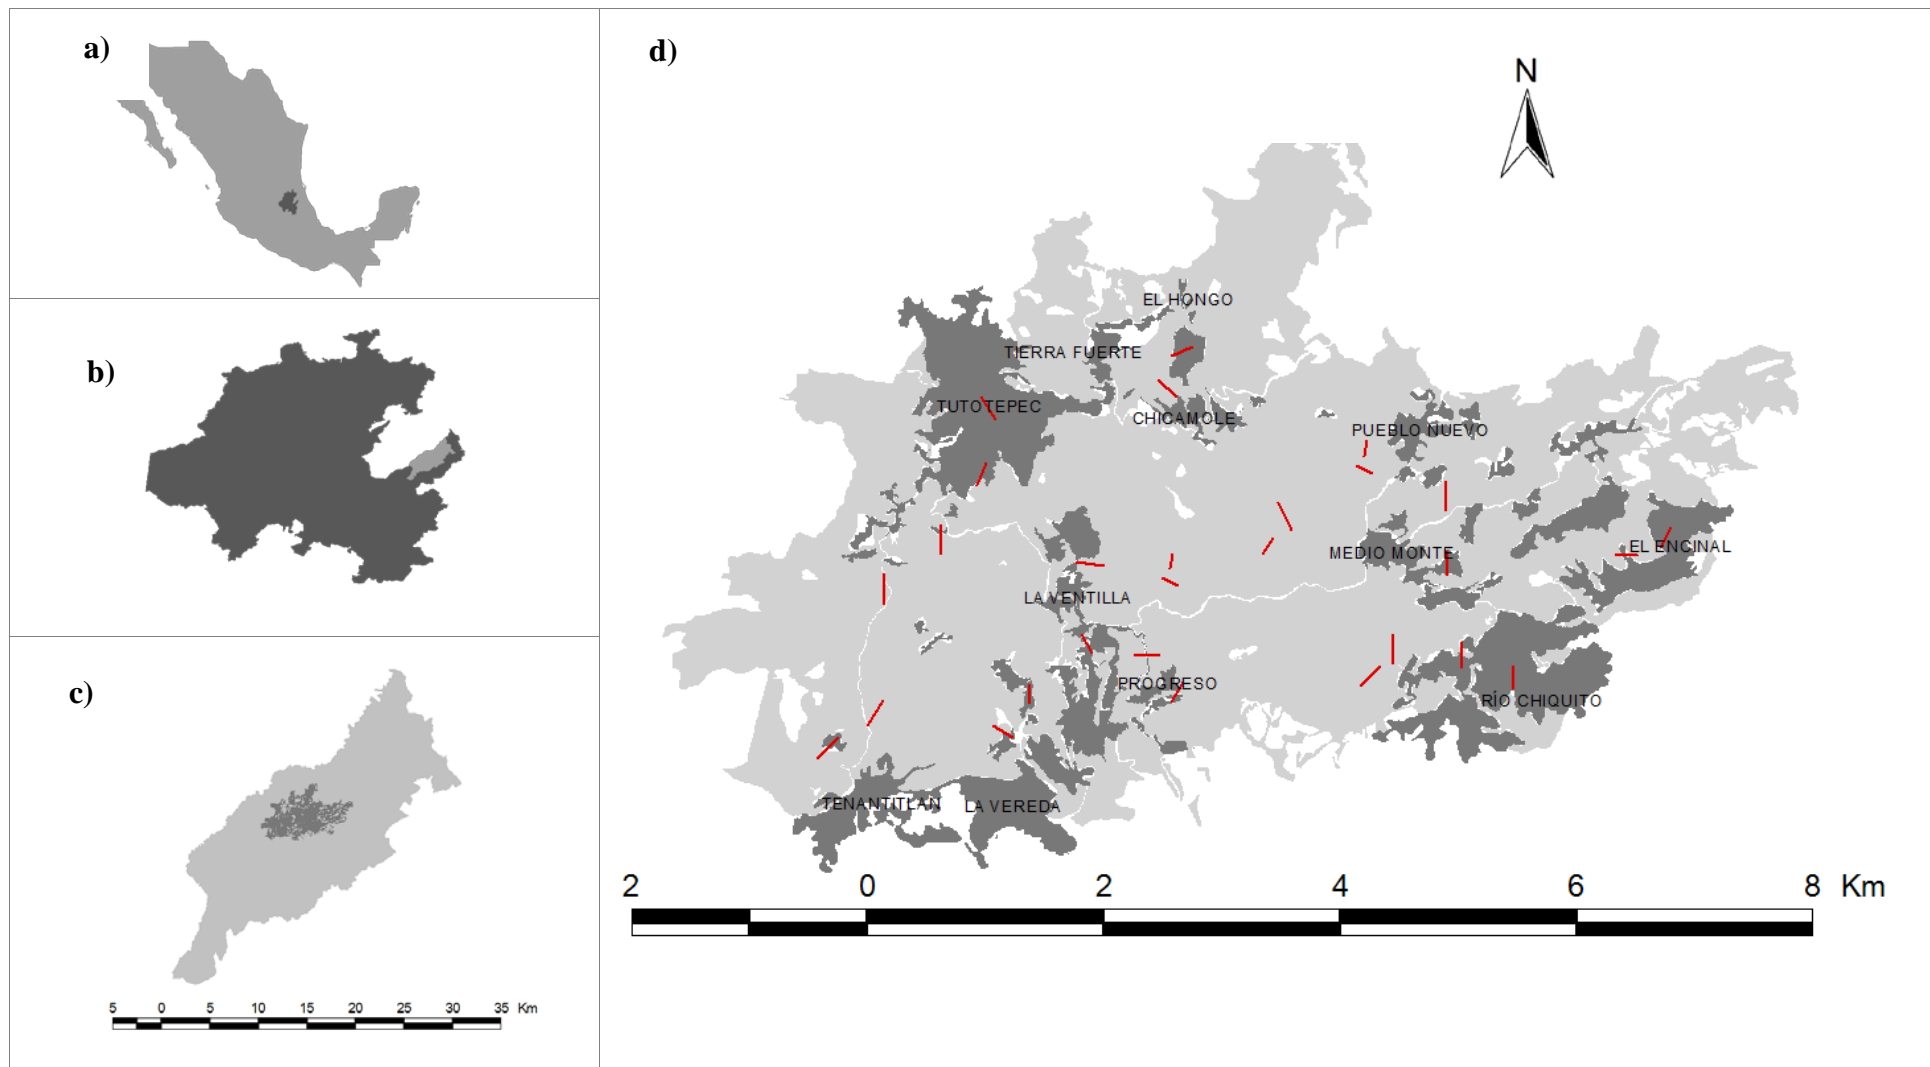 a)
b)
c)
5 0 5 10 15 20 25 30 35 Km
d)
N
EL HONGO
TIERRA FUERTE
TUTOTEPEC
CHICAMOLE
PUEBLO NUEVO
MEDIO MONTE
EL ENCINAL
LA VENTILLA
PROGRESO
RÍO CHIQUITO
TENANTITLAN
LA VEREDA
2 0 2 4 6 8 Km